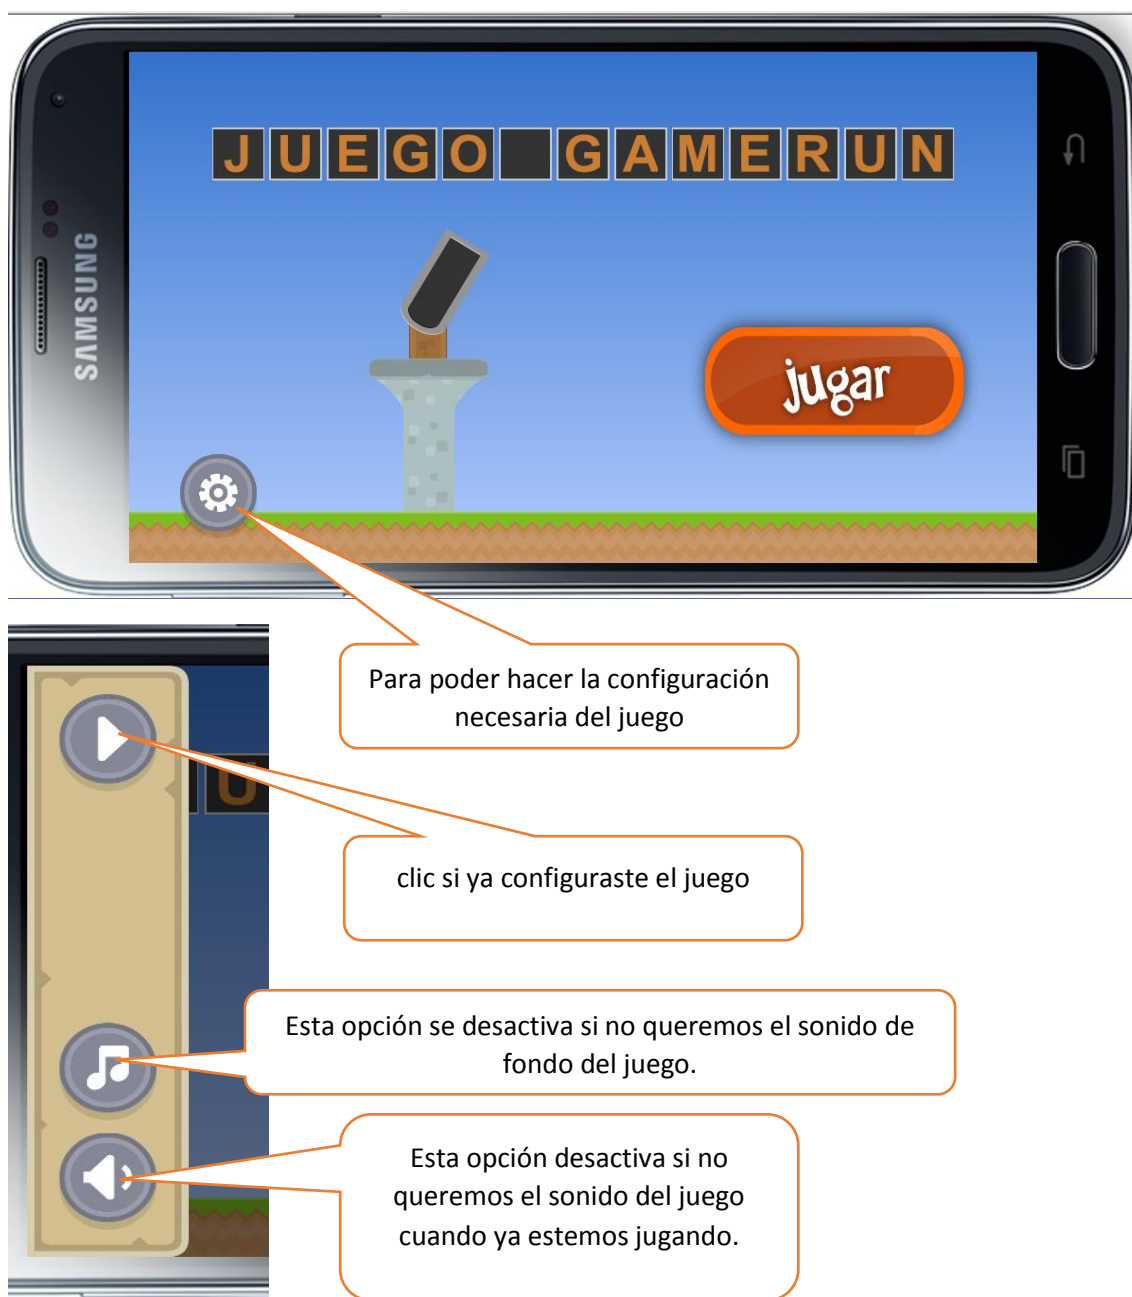 JUEGO GAMERUN
SAMSUNG
jugar
Para poder hacer la configuración
necesaria del juego
U
clic si ya configuraste el juego
Esta opción se desactiva si no queremos el sonido de
fondo del juego.
Esta opción desactiva si no
queremos el sonido del juego
cuando ya estemos jugando.